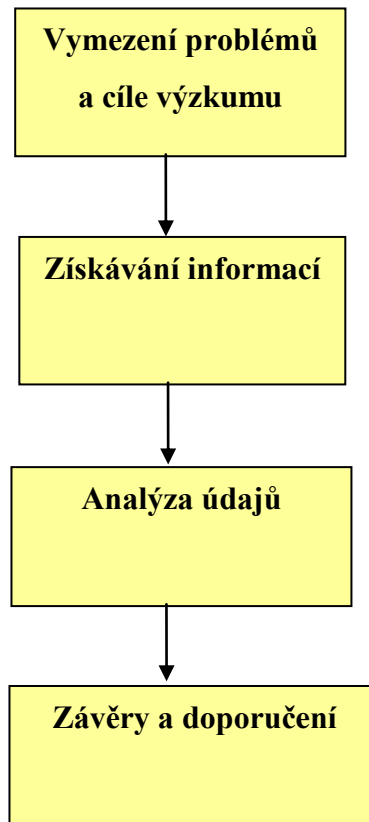 Vymezení problémů
a cíle výzkumu
Získávání informací
Analýza údajů
Závěry a doporučení